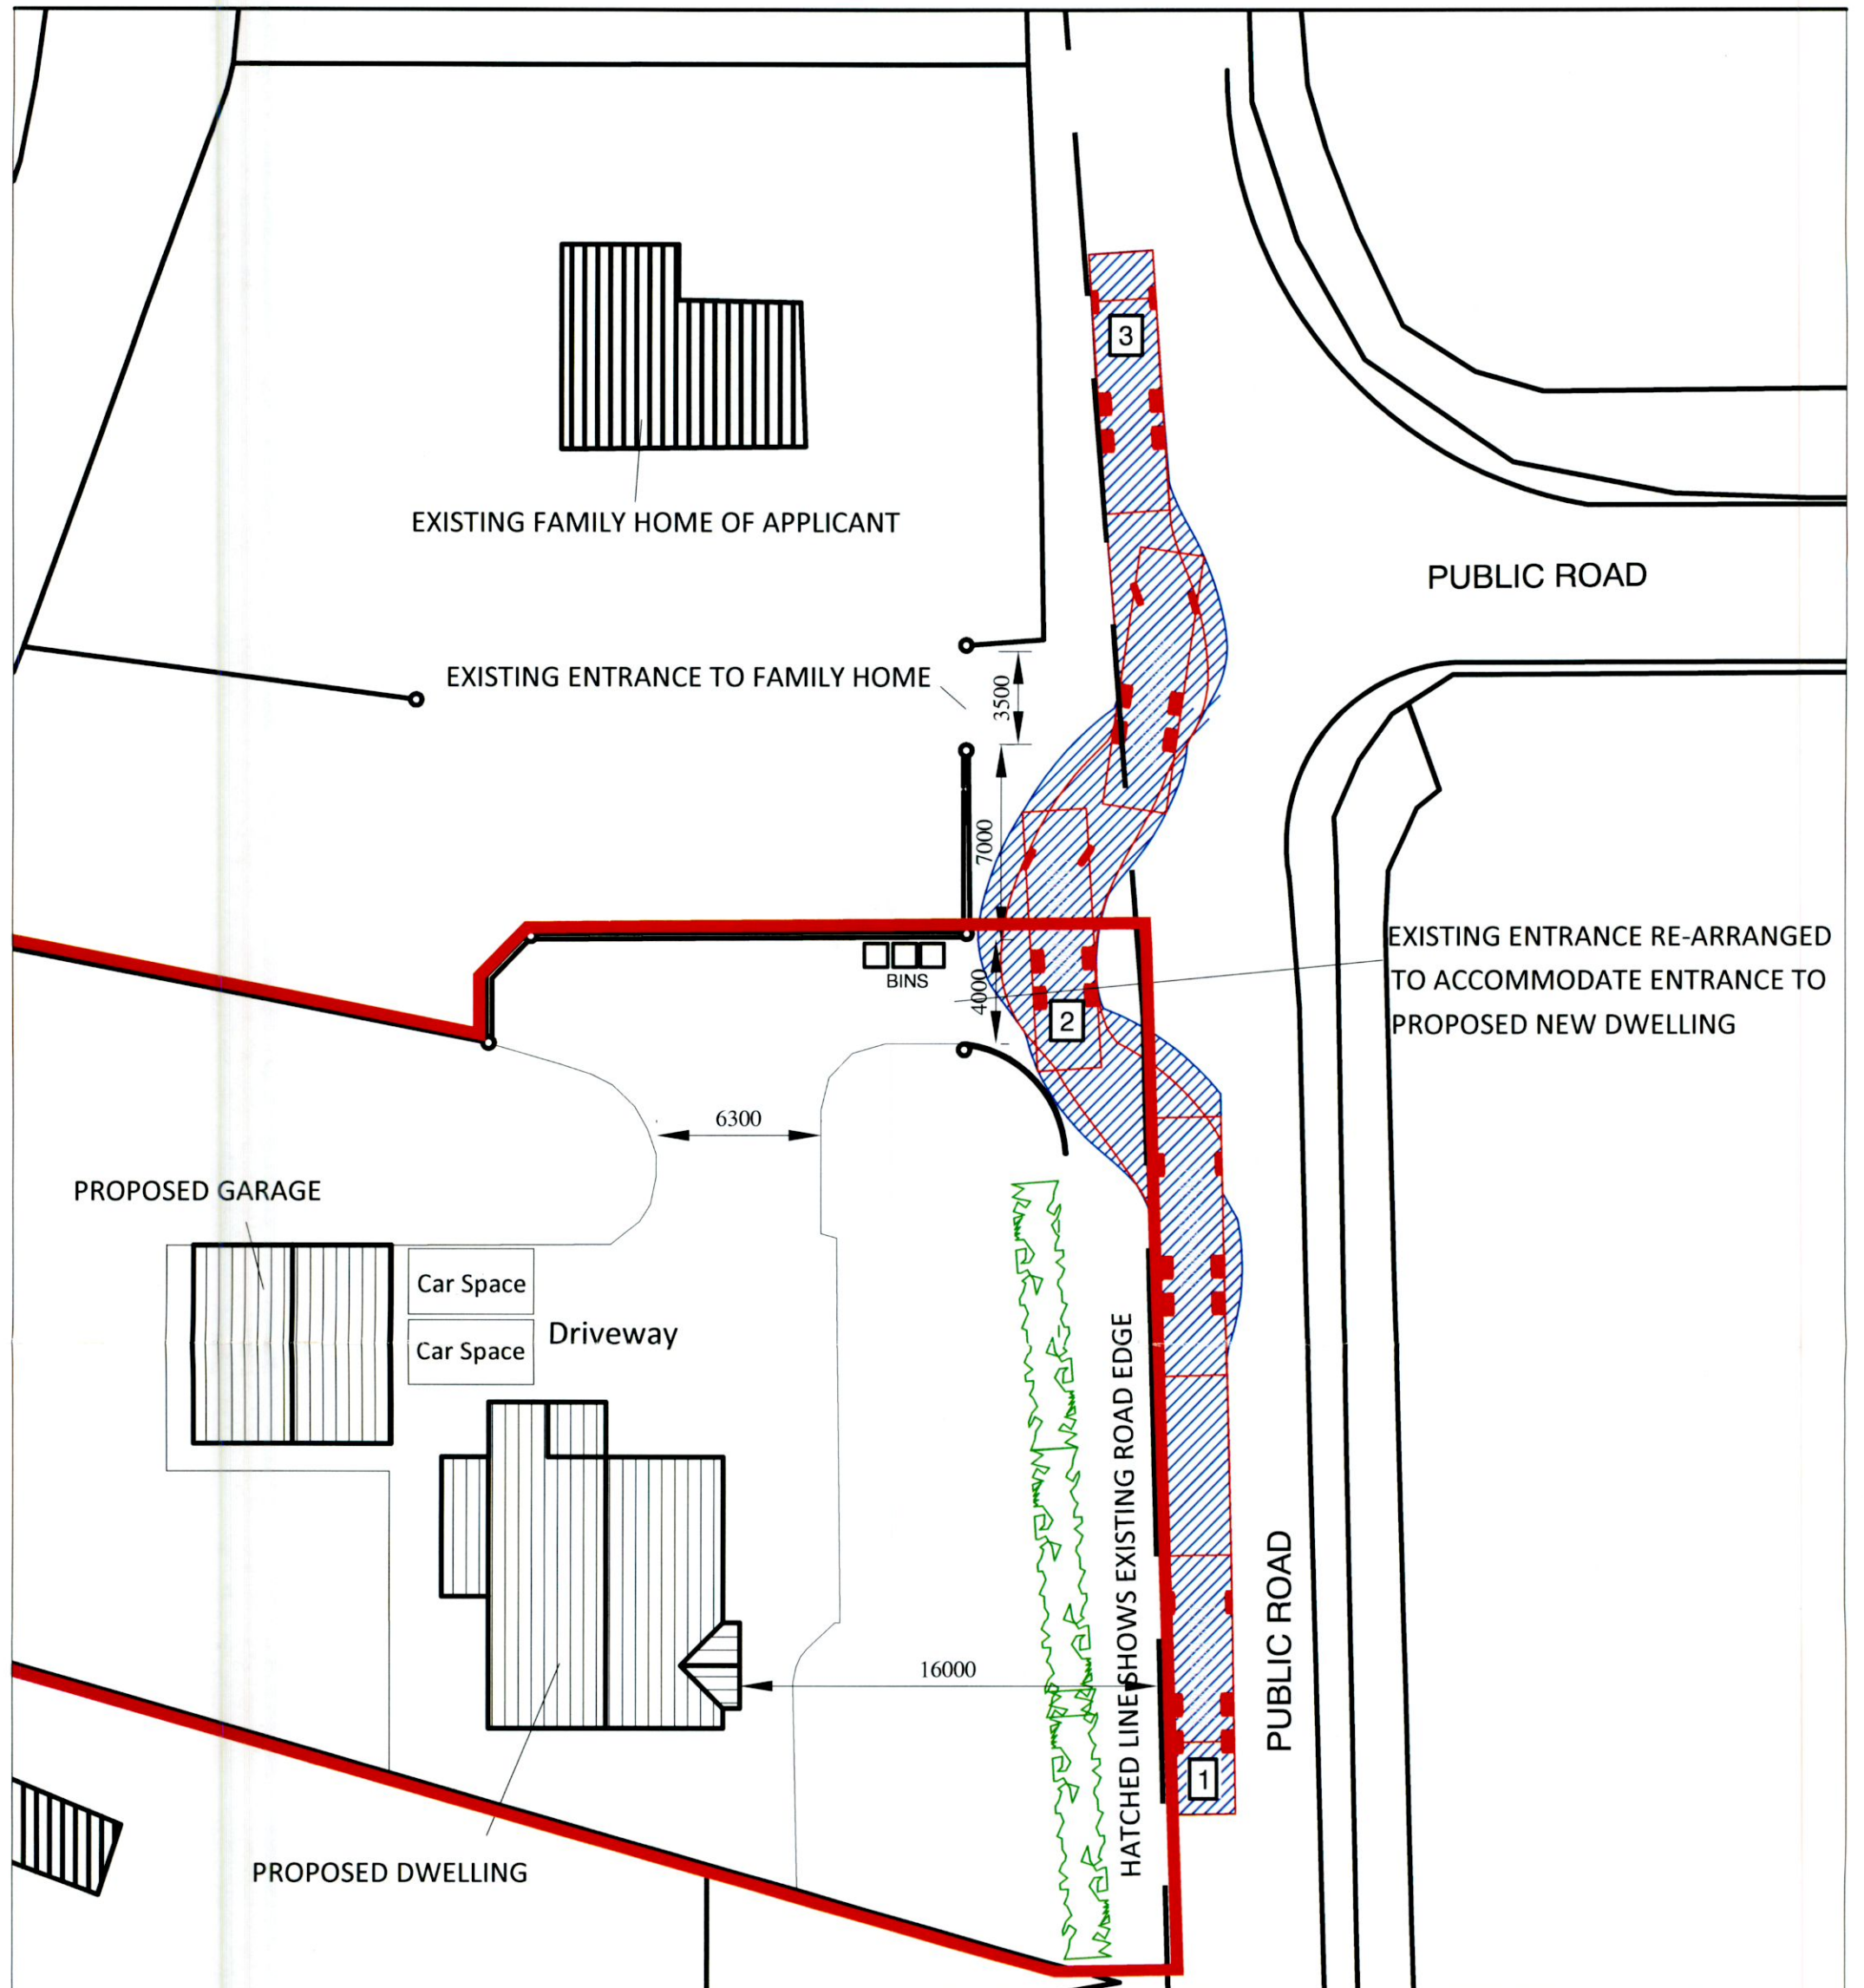 3
EXISTING FAMILY HOME OF APPLICANT
PUBLIC ROAD
EXISTING ENTRANCE TO FAMILY HOME
3500
7000
EXISTING ENTRANCE RE-ARRANGED
TO ACCOMMODATE ENTRANCE TO
PROPOSED NEW DWELLING
BINS
4000
2
6300
PROPOSED GARAGE
Car Space
Driveway
Car Space
HATCHED LINE SHOWS EXISTING ROAD EDGE
PUBLIC ROAD
16000
1
PROPOSED DWELLING